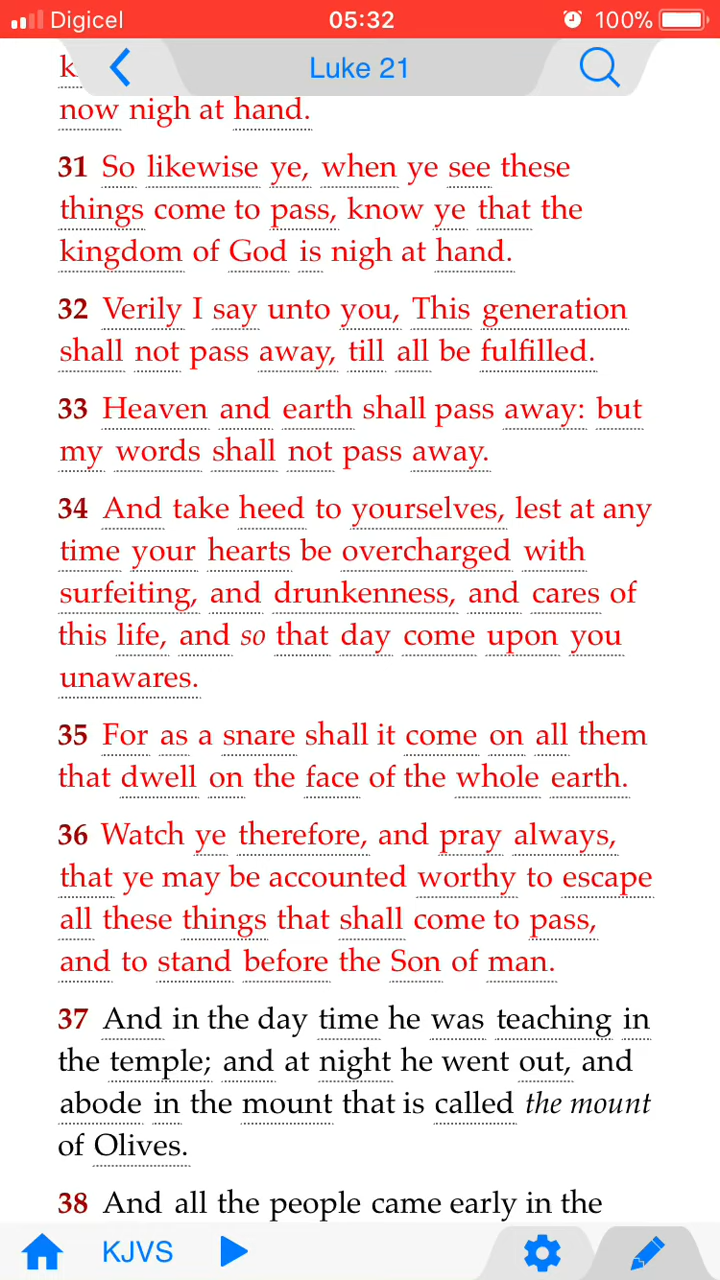 Digicel 05:32 100%
Luke 21
k
now nigh at hand.
31 So likewise ye, when ye see these
things come to pass, know ye that the
kingdom of God is nigh at hand.
32 Verily I say unto you, This generation
shall not pass away, till all be fulfilled.
33 Heaven and earth shall pass away: but
my words shall not pass away.
34 And take heed to yourselves, lest at any
time your hearts be overcharged with
surfeiting, and drunkenness, and cares of
this life, and so that day come upon you
unawares.
35 For as a snare shall it come on all them
that dwell on the face of the whole earth.
36 Watch ye therefore, and pray always,
that ye may be accounted worthy to escape
all these things that shall come to pass,
and to stand before the Son of man.
37 And in the day time he was teaching in
the temple; and at night he went out, and
abode in the mount that is called the mount
of Olives.
38 And all the people came early in the
KJVS